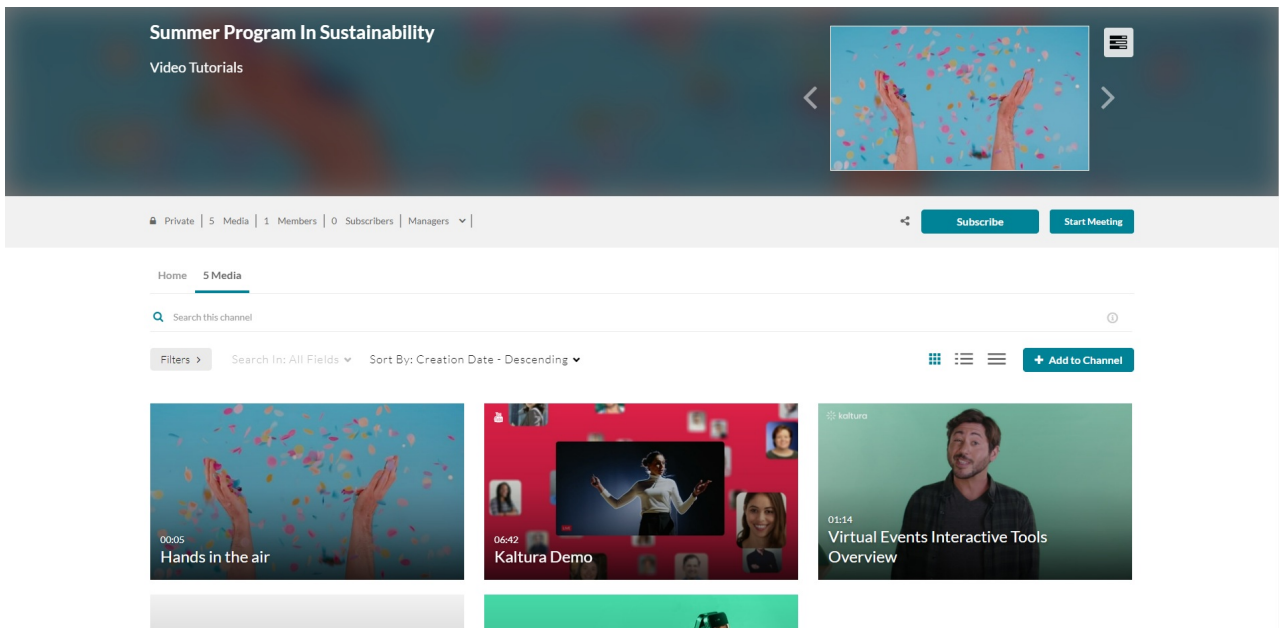 Summer Program In Sustainability
Video Tutorials
Private | 5 Media | 1 Members | 0 Subscribers | Managers |
Subscribe
Start Meeting
Home
5 Media
Search this channel
Filters
Search In: All Fields
Sort By: Creation Date - Descending
+ Add to Channel
00:05
Hands in the air
LIVE
06:42
Kaltura Demo
kaltura
01:14
Virtual Events Interactive Tools
Overview